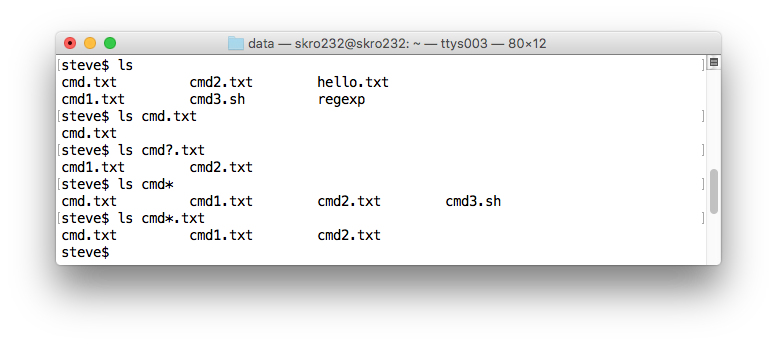 data — skro232@skro232: ~ — ttys003 — 80×12
steve$ ls
cmd.txt cmd2.txt hello.txt
cmd1.txt cmd3.sh regexp
steve$ ls cmd.txt
cmd.txt
steve$ ls cmd?.txt
cmd1.txt cmd2.txt
steve$ ls cmd*
cmd.txt cmd1.txt cmd2.txt cmd3.sh
steve$ ls cmd*.txt
cmd.txt cmd1.txt cmd2.txt
steve$